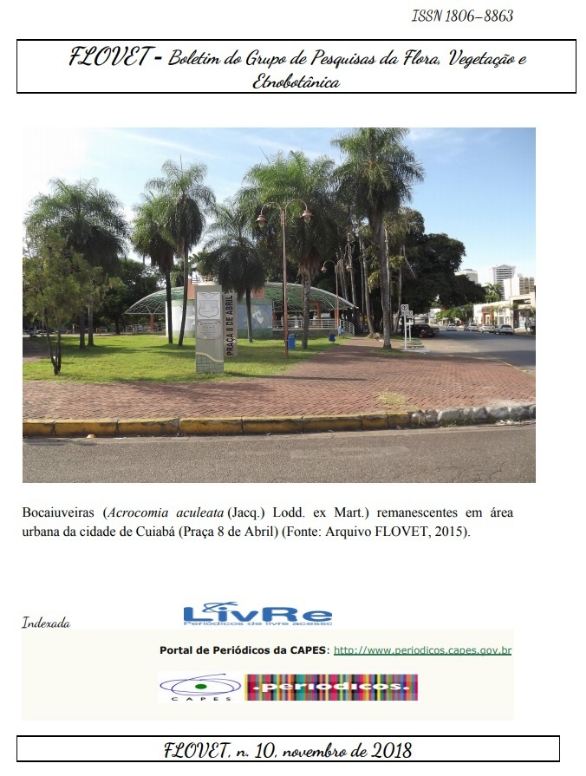 ISSN 1806–8863
FLOVET - Boletim do Grupo de Pesquisas da Flora, Vegetação e
Etnobotânica
PRAÇA 8 DE ABRIL
Bocaiuveiras (Acrocomia aculeata (Jacq.) Lodd. ex Mart.) remanescentes em área
urbana da cidade de Cuiabá (Praça 8 de Abril) (Fonte: Arquivo FLOVET, 2015).
Indexada
LivRe
Periódicos de livre acesso
Portal de Periódicos da CAPES: http://www.periodicos.capes.gov.br
CAPES
.periodicos.
FLOVET, n. 10, novembro de 2018